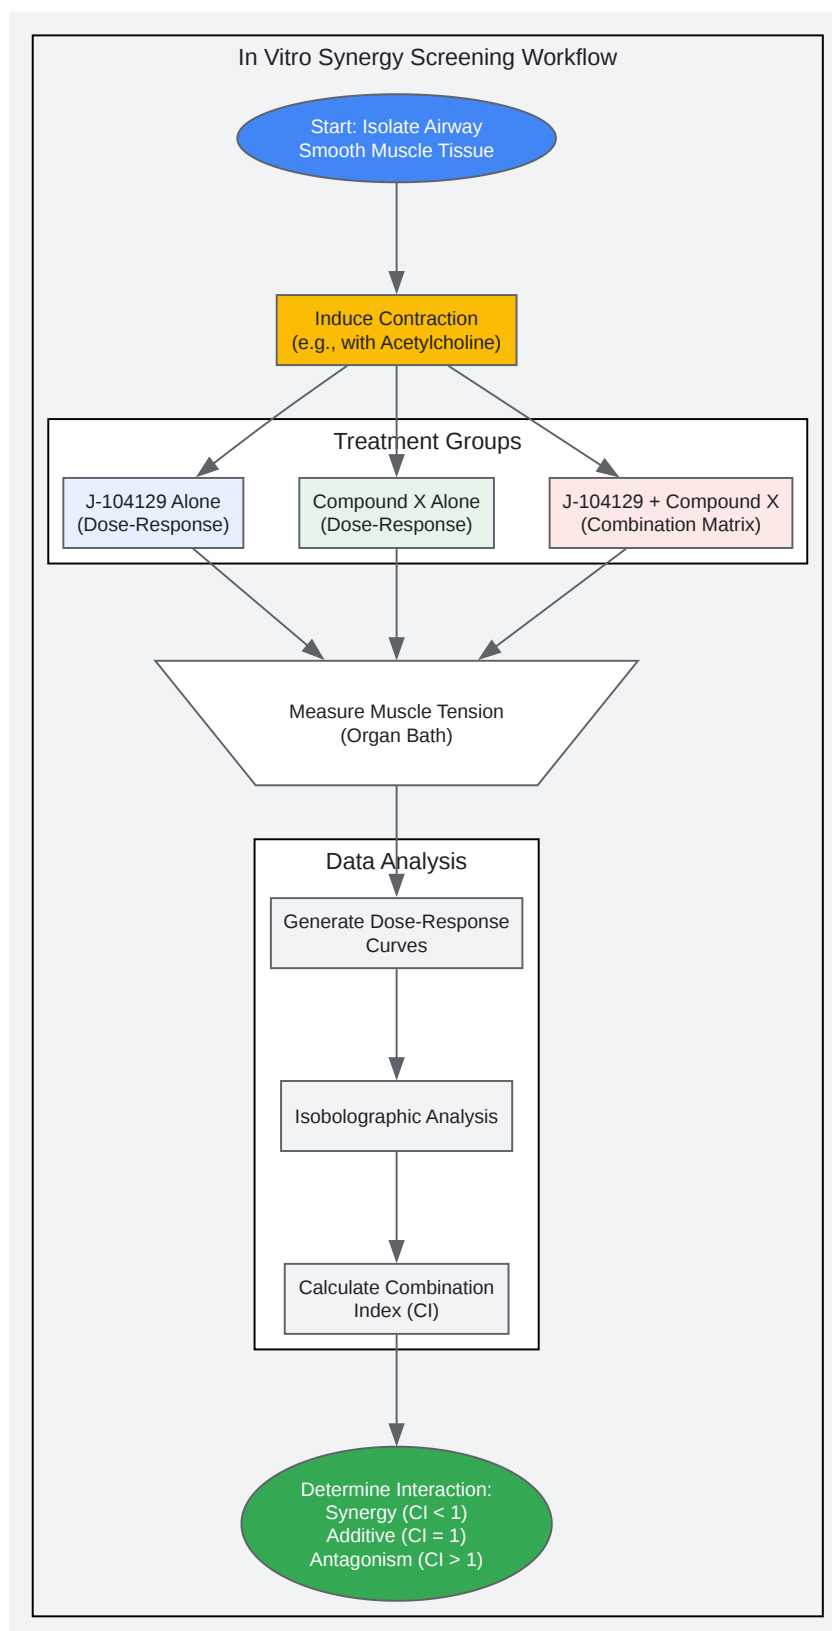 In Vitro Synergy Screening Workflow
Start: Isolate Airway
Smooth Muscle Tissue
Induce Contraction
(e.g., with Acetylcholine)
Treatment Groups
J-104129 Alone
(Dose-Response)
Compound X Alone
(Dose-Response)
J-104129 + Compound X
(Combination Matrix)
Measure Muscle Tension
(Organ Bath)
Data Analysis
Generate Dose-Response
Curves
Isobolographic Analysis
Calculate Combination
Index (CI)
Determine Interaction:
Synergy (CI < 1)
Additive (CI = 1)
Antagonism (CI > 1)